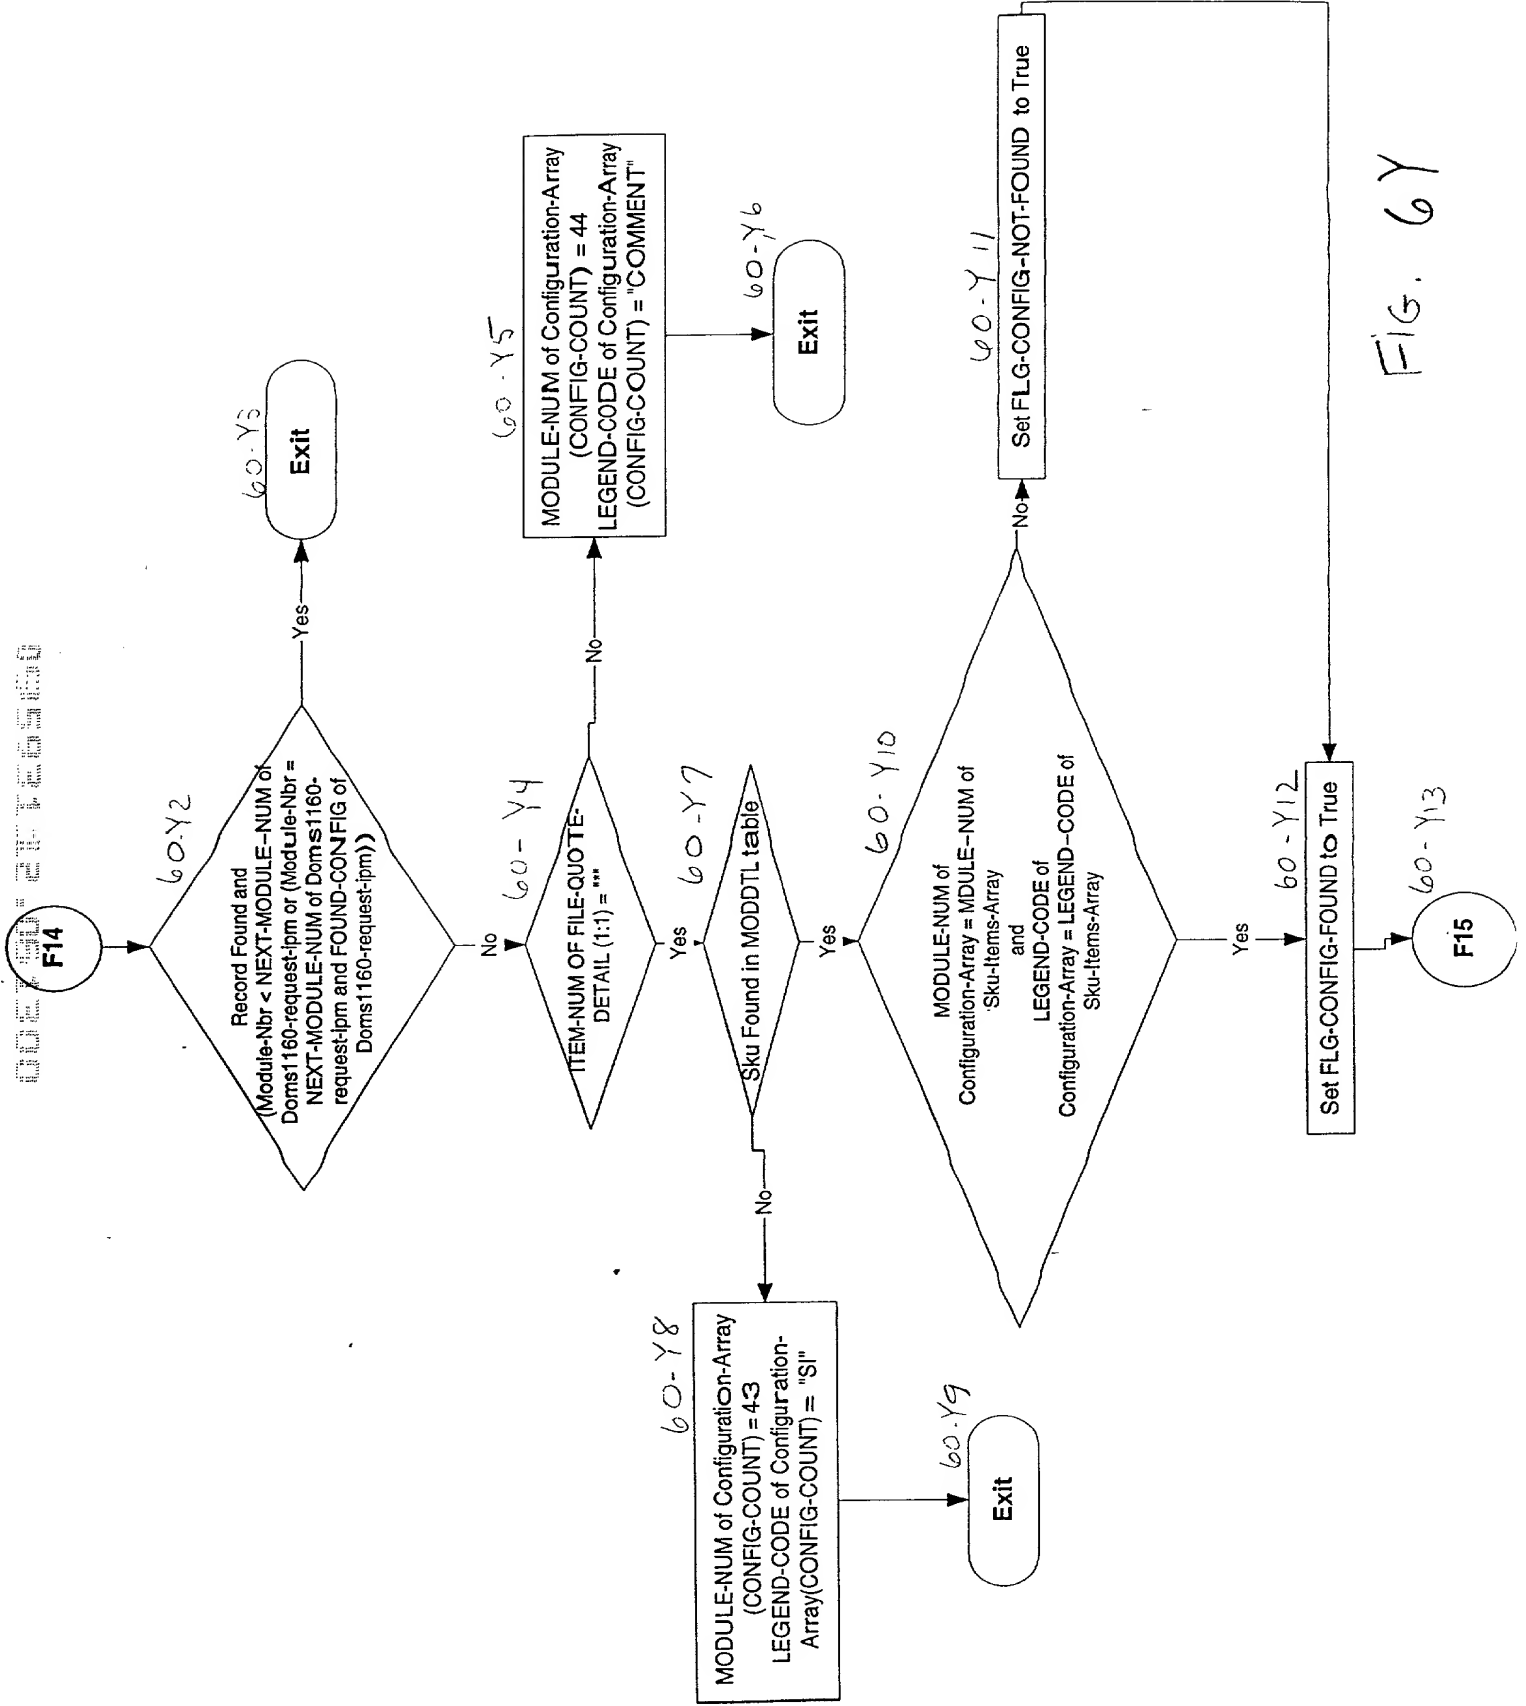 F14
60-Y2
Record Found and
(Module-Nbr < NEXT-MODULE--NUM of
Doms1160-request-ipm or (Module-Nbr =
NEXT-MODULE-NUM of Doms1160-
request-ipm and FOUND-CONFIG of
Doms1160-request-ipm))
Yes
60-Y3
Exit
No
60-Y4
ITEM-NUM OF FILE-QUOTE-
DETAIL (1:1) = "*"
No
60-Y5
MODULE-NUM of Configuration-Array
(CONFIG-COUNT) = 44
LEGEND-CODE of Configuration-Array
(CONFIG-COUNT) = "COMMENT"
60-Y6
Exit
Yes
60-Y7
Sku Found in MODDTL table
No
60-Y8
MODULE-NUM of Configuration-Array
(CONFIG-COUNT) = 43
LEGEND-CODE of Configuration-
Array(CONFIG-COUNT) = "SI"
60-Y9
Exit
Yes
60-Y10
MODULE-NUM of
Configuration-Array = MDULE--NUM of
Sku-Items-Array
and
LEGEND-CODE of
Configuration-Array = LEGEND--CODE of
Sku-Items-Array
No
60-Y11
Set FLG-CONFIG-NOT-FOUND to True
Yes
60-Y12
Set FLG-CONFIG-FOUND to True
60-Y13
F15
FIG. 6Y